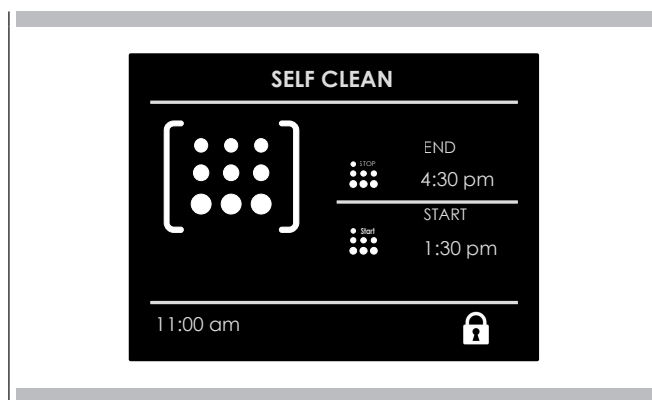 SELF CLEAN
STOP
END
4:30 pm
Start
START
1:30 pm
11:00 am